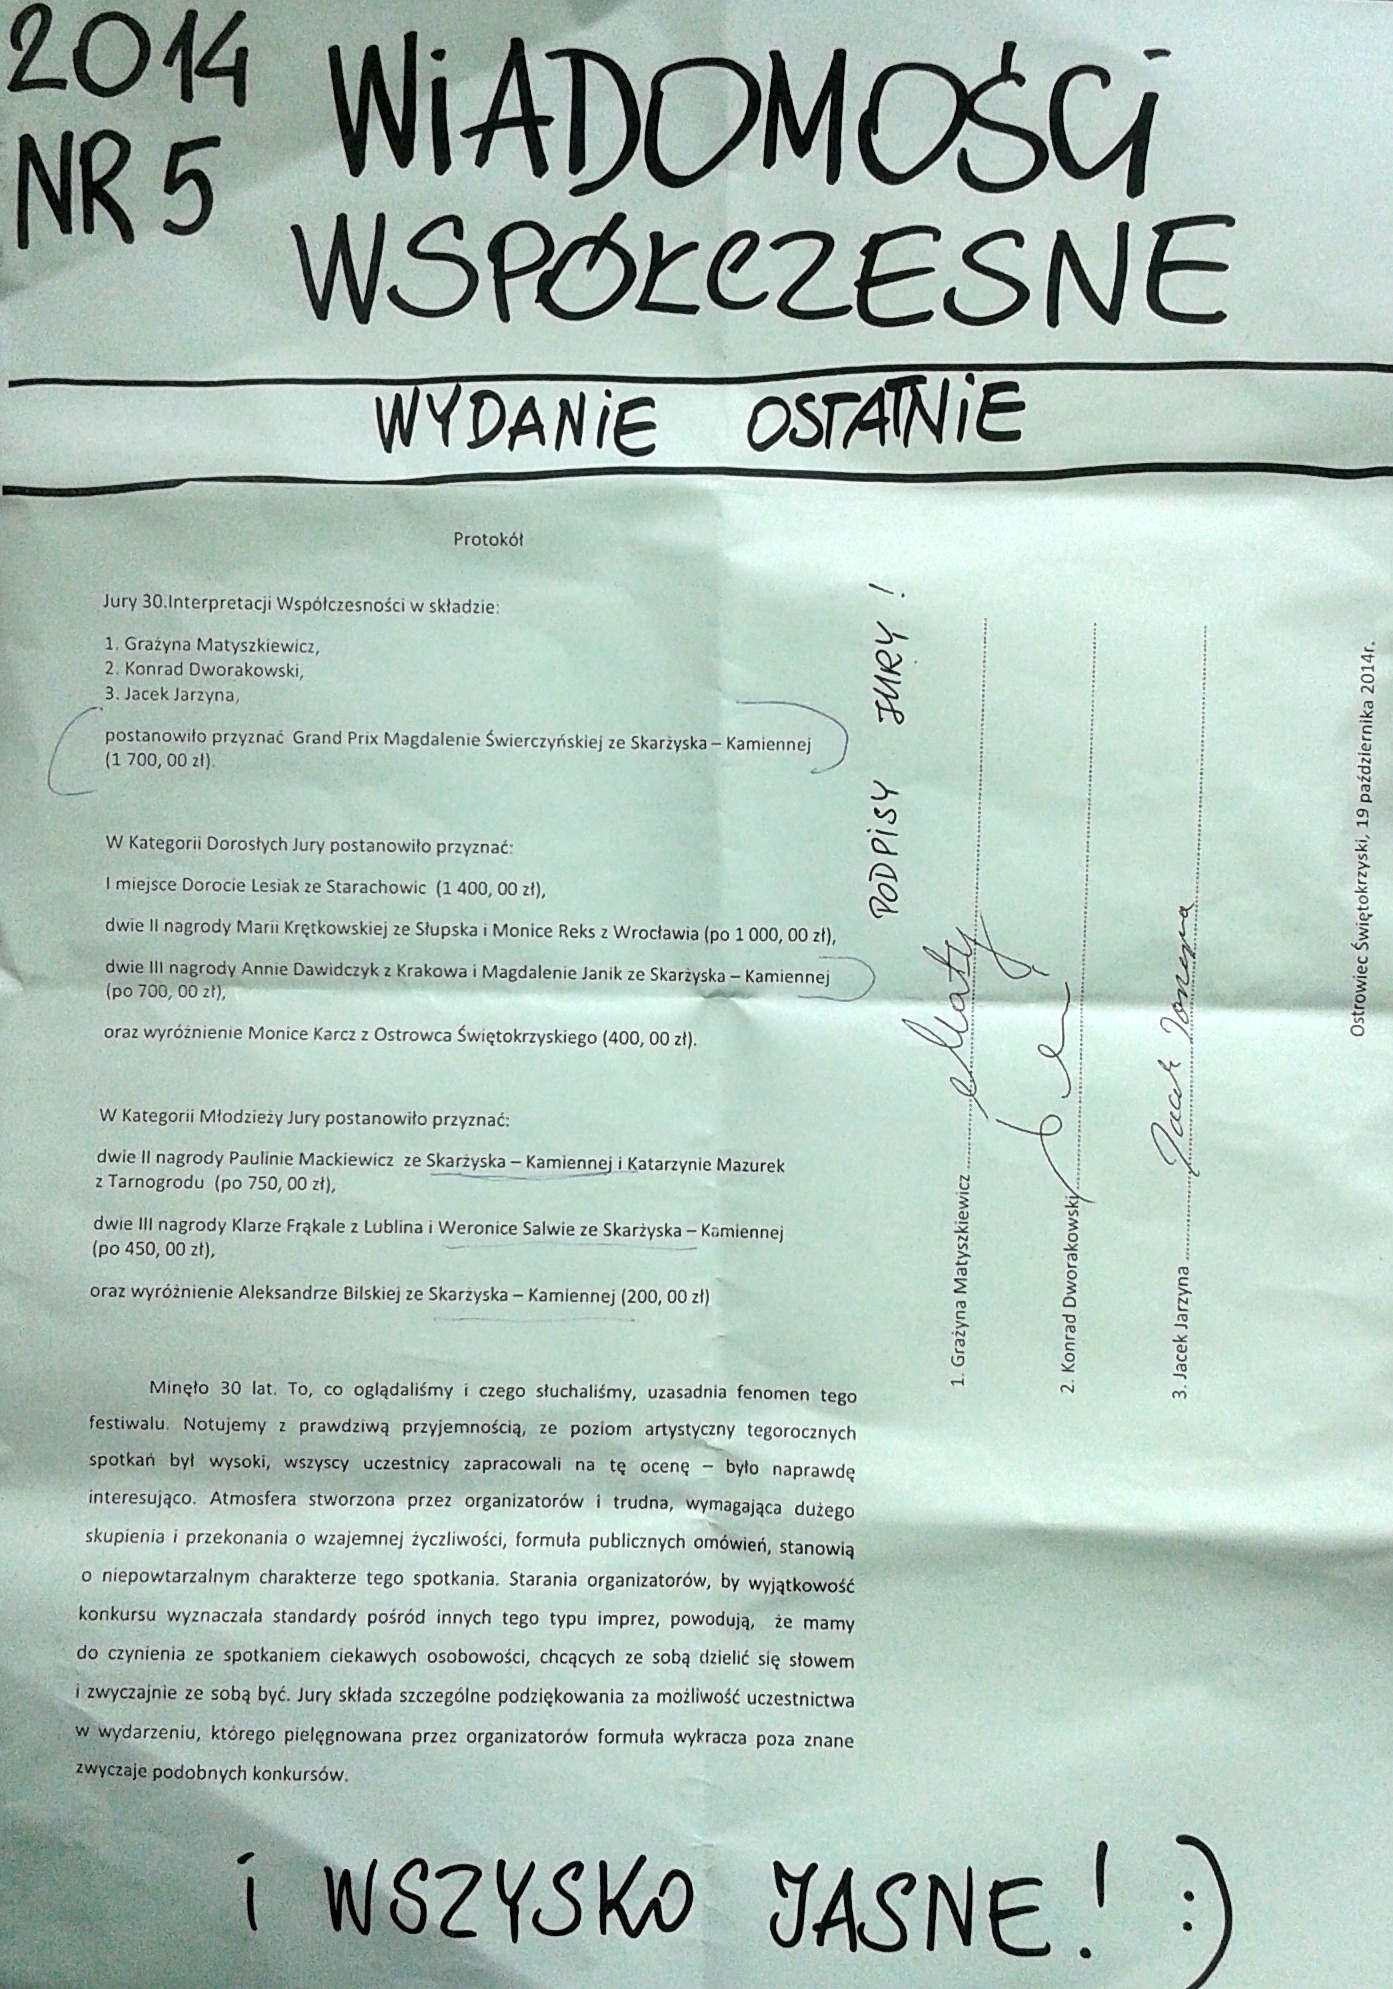 2014
NR 5
WiADOMOŚCi
WSPÓŁCZESNE
WYDANiE OSTATNiE
Protokół
Jury 30.Interpretacji Współczesności w składzie:
1. Grażyna Matyszkiewicz,
2. Konrad Dworakowski,
3. Jacek Jarzyna,
postanowiło przyznać Grand Prix Magdalenie Świerczyńskiej ze Skarżyska – Kamiennej
(1 700, 00 zł).
W Kategorii Dorosłych Jury postanowiło przyznać:
I miejsce Dorocie Lesiak ze Starachowic (1 400, 00 zł),
dwie II nagrody Marii Krętkowskiej ze Słupska i Monice Reks z Wrocławia (po 1 000, 00 zł),
dwie III nagrody Annie Dawidczyk z Krakowa i Magdalenie Janik ze Skarżyska – Kamiennej
(po 700, 00 zł),
oraz wyróżnienie Monice Karcz z Ostrowca Świętokrzyskiego (400, 00 zł).
W Kategorii Młodzieży Jury postanowiło przyznać:
dwie II nagrody Paulinie Mackiewicz ze Skarżyska – Kamiennej i Katarzynie Mazurek
z Tarnogrodu (po 750, 00 zł),
dwie III nagrody Klarze Frąkale z Lublina i Weronice Salwie ze Skarżyska – Kamiennej
(po 450, 00 zł),
oraz wyróżnienie Aleksandrze Bilskiej ze Skarżyska – Kamiennej (200, 00 zł)
Minęło 30 lat. To, co oglądaliśmy i czego słuchaliśmy, uzasadnia fenomen tego
festiwalu. Notujemy z prawdziwą przyjemnością, ze poziom artystyczny tegorocznych
spotkań był wysoki, wszyscy uczestnicy zapracowali na tę ocenę – było naprawdę
interesująco. Atmosfera stworzona przez organizatorów i trudna, wymagająca dużego
skupienia i przekonania o wzajemnej życzliwości, formuła publicznych omówień, stanowią
o niepowtarzalnym charakterze tego spotkania. Starania organizatorów, by wyjątkowość
konkursu wyznaczała standardy pośród innych tego typu imprez, powodują, że mamy
do czynienia ze spotkaniem ciekawych osobowości, chcących ze sobą dzielić się słowem
i zwyczajnie ze sobą być. Jury składa szczególne podziękowania za możliwość uczestnictwa
w wydarzeniu, którego pielęgnowana przez organizatorów formuła wykracza poza znane
zwyczaje podobnych konkursów.
PODPiSY JURY !
1. Grażyna Matyszkiewicz
2. Konrad Dworakowski
3. Jacek Jarzyna Jacek Jarzyna
Ostrowiec Świętokrzyski, 19 października 2014r.
i WSZYSKO JASNE! :)